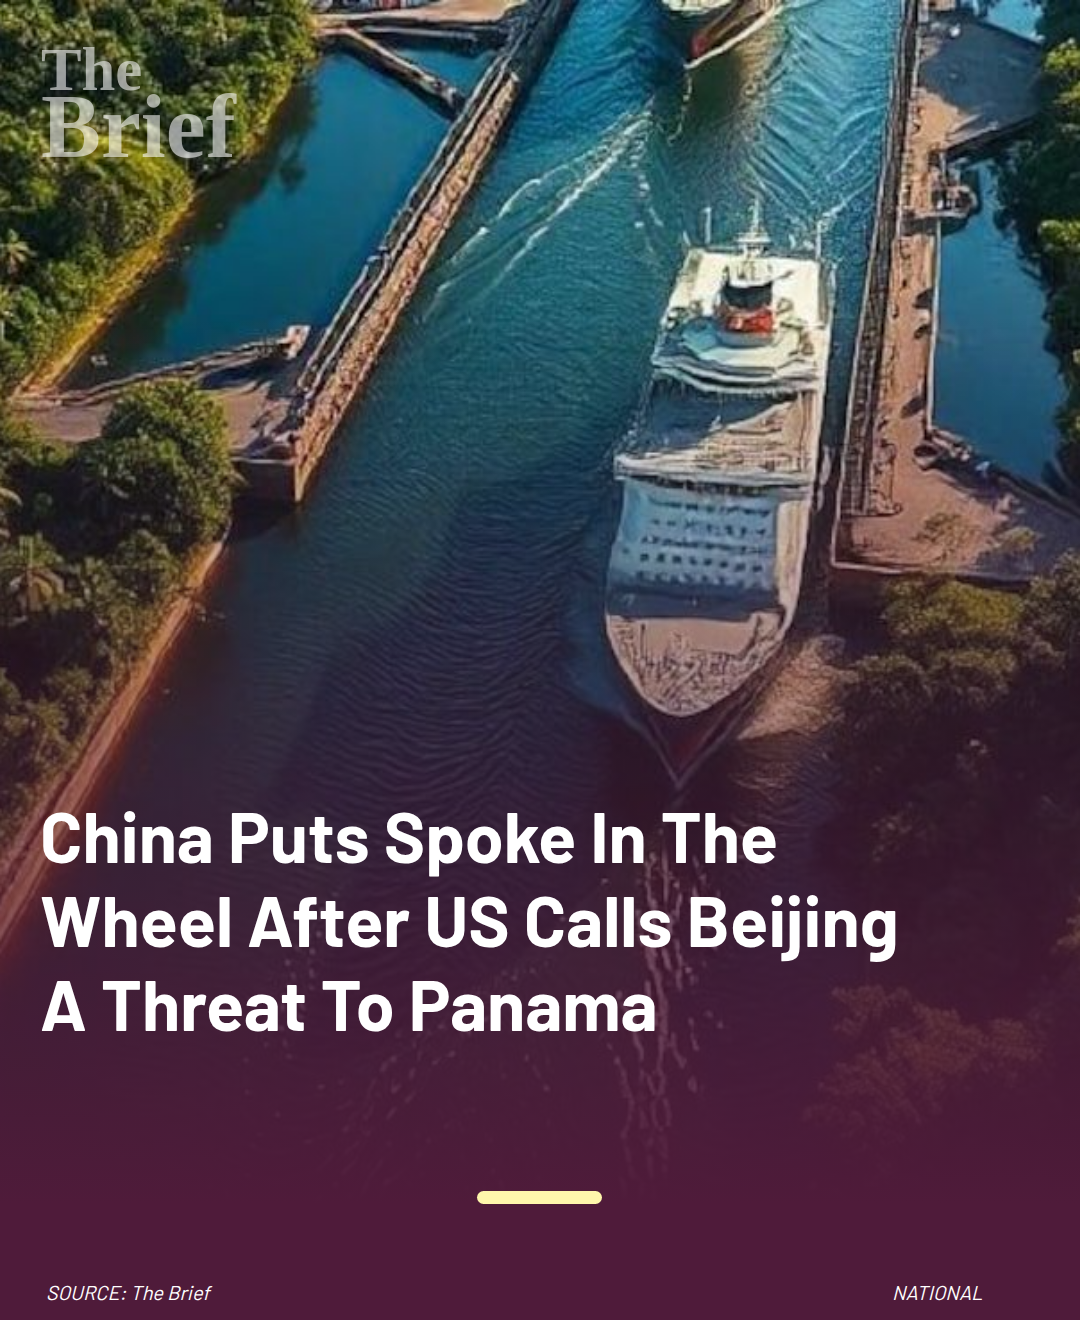 The
Brief
China Puts Spoke In The
Wheel After US Calls Beijing
A Threat To Panama
SOURCE: The Brief
NATIONAL